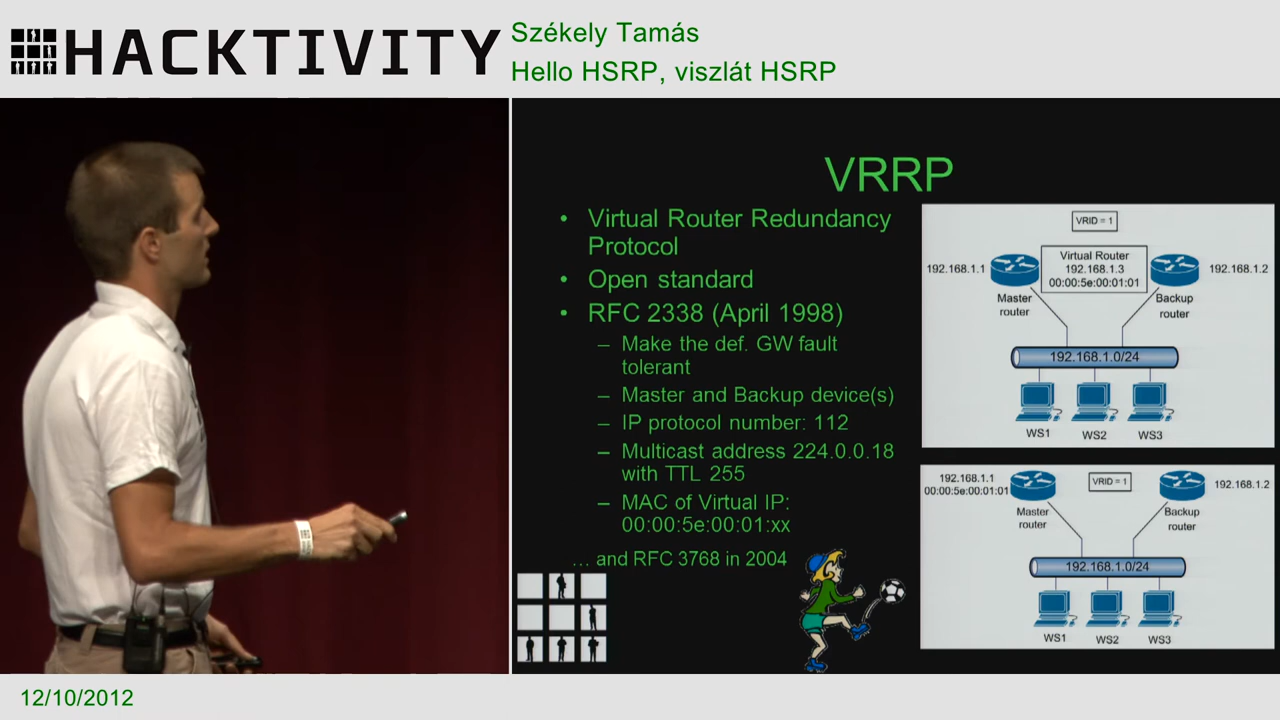 HACKTIVITY
Székely Tamás
Hello HSRP, viszlát HSRP
VRRP
• Virtual Router Redundancy
Protocol
• Open standard
• RFC 2338 (April 1998)
– Make the def. GW fault
tolerant
– Master and Backup device(s)
– IP protocol number: 112
– Multicast address 224.0.0.18
with TTL 255
– MAC of Virtual IP:
00:00:5e:00:01:xx
... and RFC 3768 in 2004
VRID = 1
192.168.1.1
Virtual Router
192.168.1.3
00:00:5e:00:01:01
192.168.1.2
Master
router
Backup
router
192.168.1.0/24
WS1
WS2
WS3
192.168.1.1
00:00:5e:00:01:01
VRID = 1
192.168.1.2
Master
router
Backup
router
192.168.1.0/24
WS1
WS2
WS3
12/10/2012